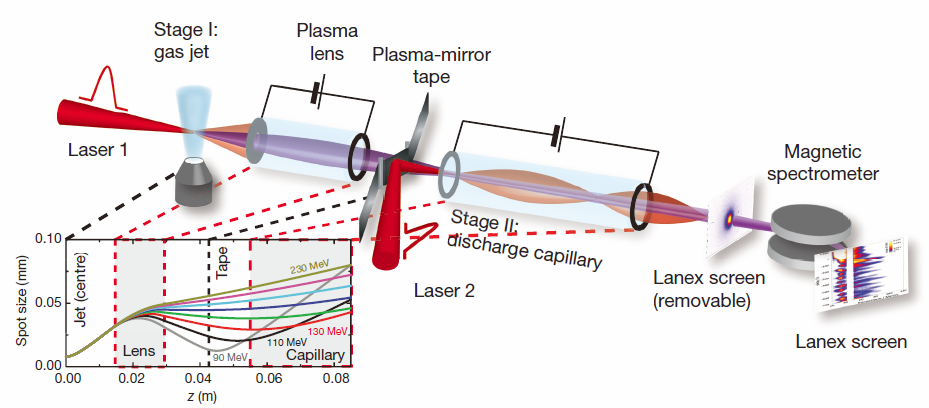 Stage I:
gas jet
Plasma
lens
Plasma-mirror
tape
Laser 1
Magnetic
spectrometer
Stage II:
discharge capillary
Laser 2
Lanex screen
(removable)
Lanex screen
Spot size (mm)
0.10
0.05
0.00
Jet (centre)
Lens
Tape
Capillary
230 MeV
130 MeV
110 MeV
90 MeV
0.00 0.02 0.04 0.06 0.08
z (m)